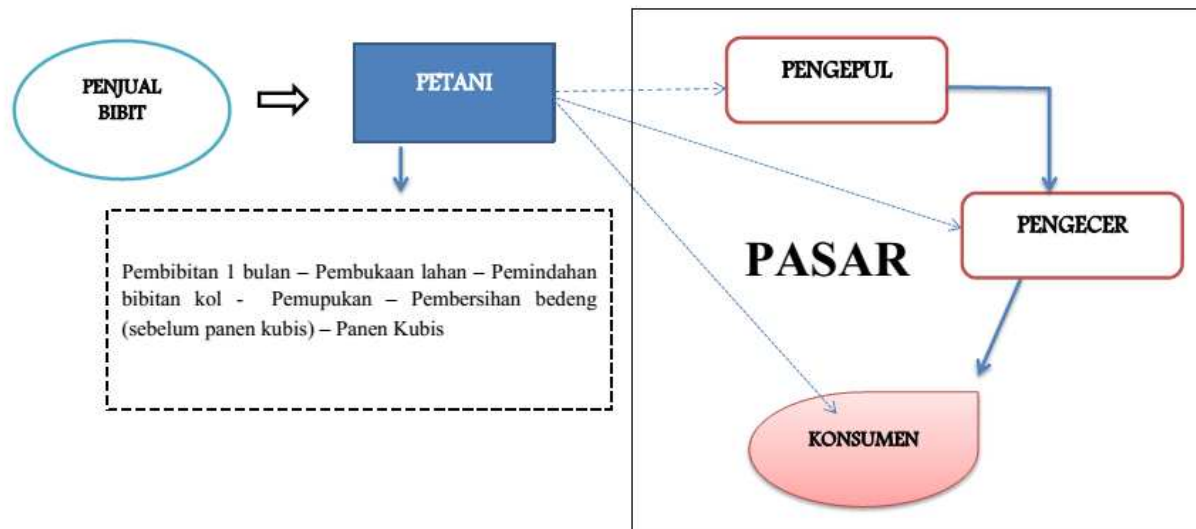 PENJUAL
BIBIT
PETANI
PENGEPUL
PENGECER
PASAR
KONSUMEN
Pembibitan 1 bulan – Pembukaan lahan – Pemindahan
bibitan kol - Pemupukan – Pembersihan bedeng
(sebelum panen kubis) – Panen Kubis